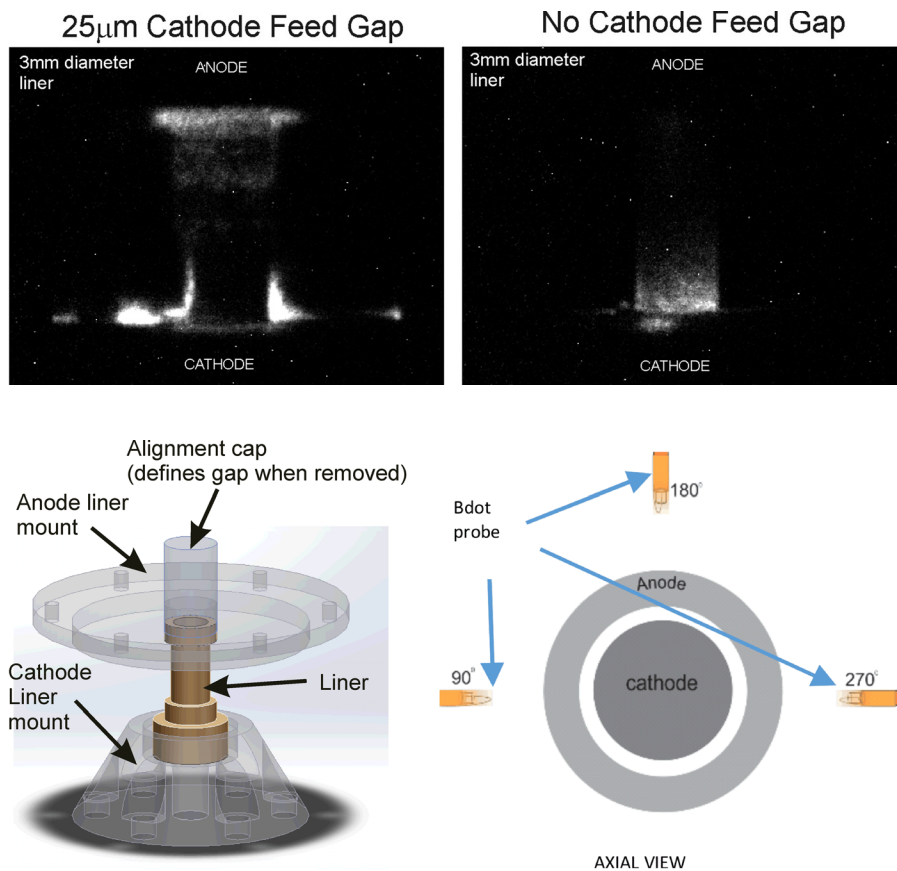 25μm Cathode Feed Gap
3mm diameter
liner
ANODE
CATHODE
No Cathode Feed Gap
3mm diameter
liner
ANODE
CATHODE
Alignment cap
(defines gap when removed)
Anode liner
mount
Cathode
Liner
mount
Liner
Bdot
probe
180°
Anode
cathode
90°
270°
AXIAL VIEW